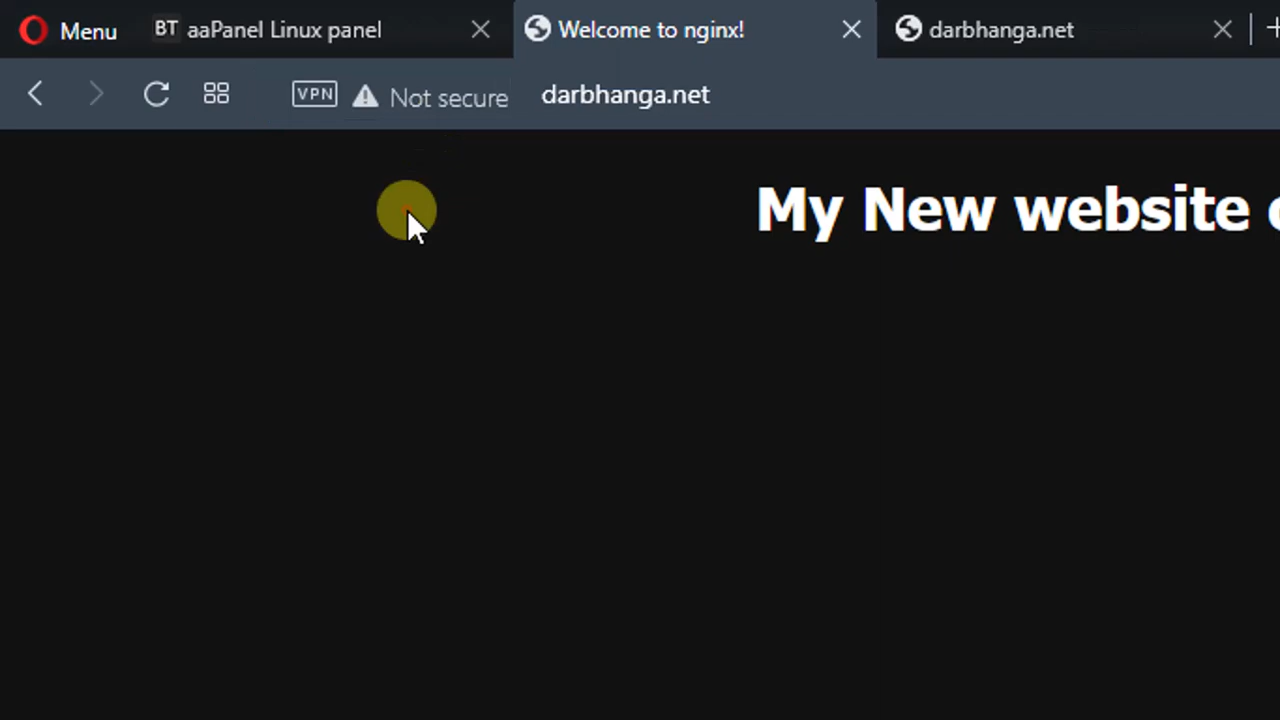 Menu
BT aaPanel Linux panel
Welcome to nginx!
darbhanga.net
VPN Not secure darbhanga.net
My New website